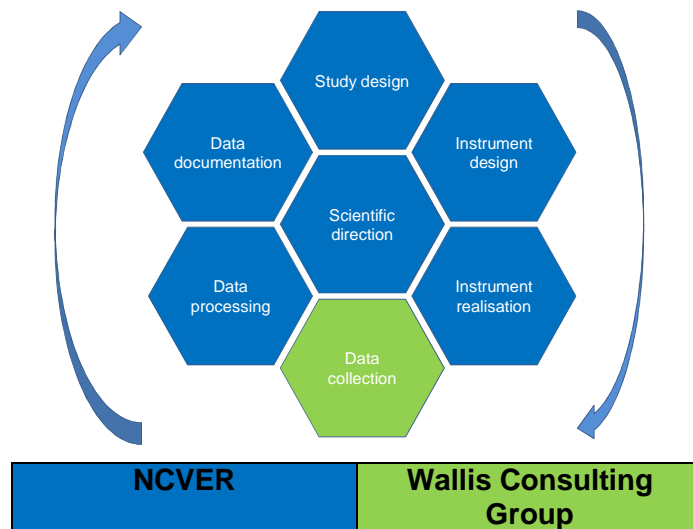 Study design
Data
documentation
Instrument
design
Scientific
direction
Data
processing
Instrument
realisation
Data
collection
NCVER
Wallis Consulting
Group